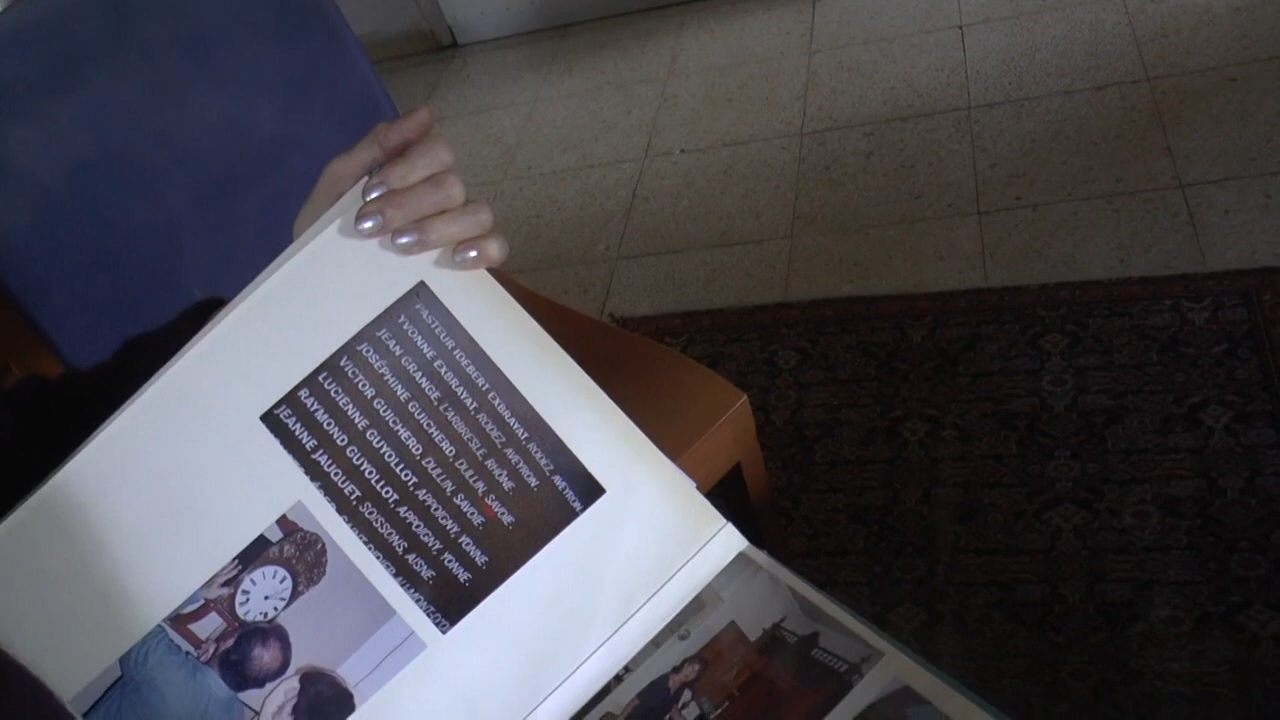 PASTEUR IDEBERT EXBRAYAT, RODEZ, AVEYRON.
YVONNE EXBRAYAT, RODEZ, AVEYRON.
JEAN GRANGE, L'ARBRESLE, RHÔNE.
JOSÉPHINE GUICHERD, DULLIN, SAVOIE.
VICTOR GUICHERD, DULLIN, SAVOIE.
LUCIENNE GUYOLLOT, APPOIGNY, YONNE.
RAYMOND GUYOLLOT, APPOIGNY, YONNE.
JEANNE JAUQUET, SOISSONS, AISNE.